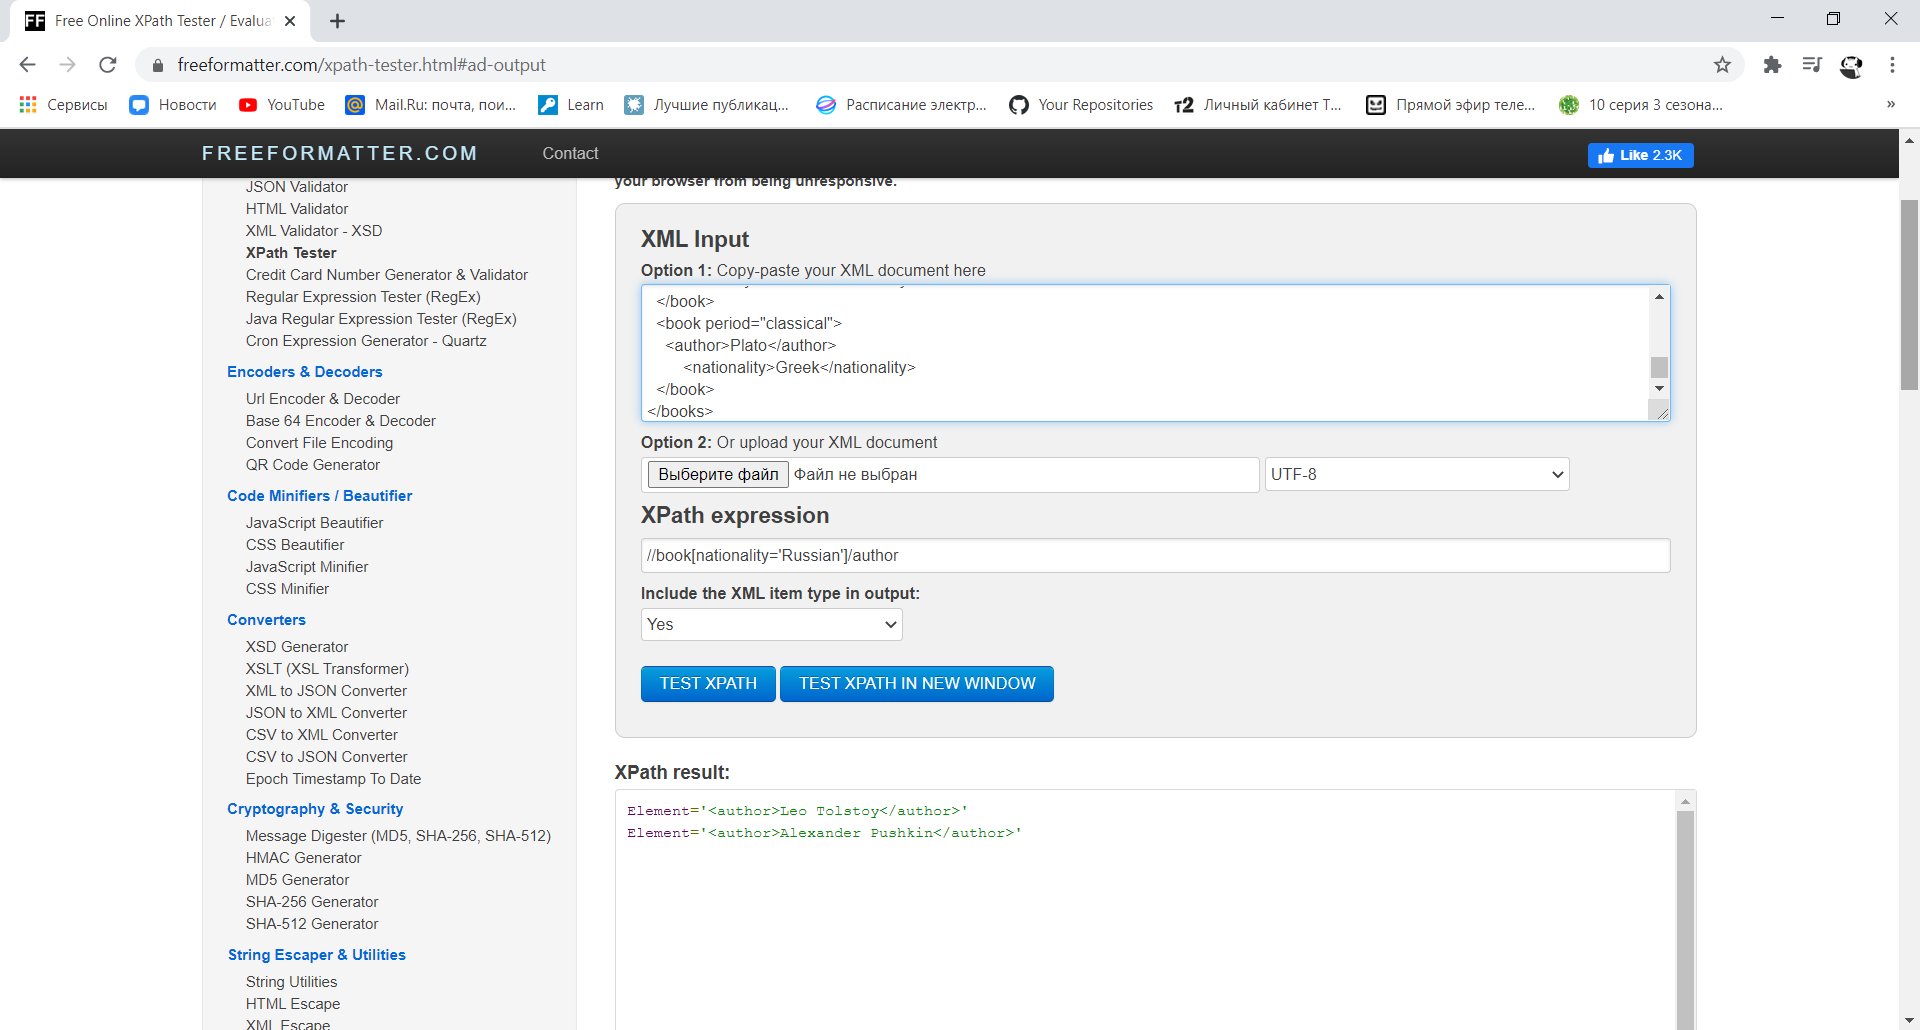 FF Free Online XPath Tester / Evalua
freeformatter.com/xpath-tester.html#ad-output
Сервисы Новости YouTube Mail.Ru: почта, пои... Learn Лучшие публикац... Расписание электр... Your Repositories T2 Личный кабинет Т... Прямой эфир теле... 10 серия 3 сезона... »
FREEFORMATTER.COM Contact Like 2.3K
JSON Validator
HTML Validator
XML Validator - XSD
XPath Tester
Credit Card Number Generator & Validator
Regular Expression Tester (RegEx)
Java Regular Expression Tester (RegEx)
Cron Expression Generator - Quartz
Encoders & Decoders
Url Encoder & Decoder
Base 64 Encoder & Decoder
Convert File Encoding
QR Code Generator
Code Minifiers / Beautifier
JavaScript Beautifier
CSS Beautifier
JavaScript Minifier
CSS Minifier
Converters
XSD Generator
XSLT (XSL Transformer)
XML to JSON Converter
JSON to XML Converter
CSV to XML Converter
CSV to JSON Converter
Epoch Timestamp To Date
Cryptography & Security
Message Digester (MD5, SHA-256, SHA-512)
HMAC Generator
MD5 Generator
SHA-256 Generator
SHA-512 Generator
String Escaper & Utilities
String Utilities
HTML Escape
XML Escape
your browser from being unresponsive.
XML Input
Option 1: Copy-paste your XML document here
</book>
<book period="classical">
<author>Plato</author>
<nationality>Greek</nationality>
</book>
</books>
Option 2: Or upload your XML document
Выберите файл Файл не выбран UTF-8
XPath expression
//book[nationality='Russian']/author
Include the XML item type in output:
Yes
TEST XPATH TEST XPATH IN NEW WINDOW
XPath result:
Element='<author>Leo Tolstoy</author>'
Element='<author>Alexander Pushkin</author>'